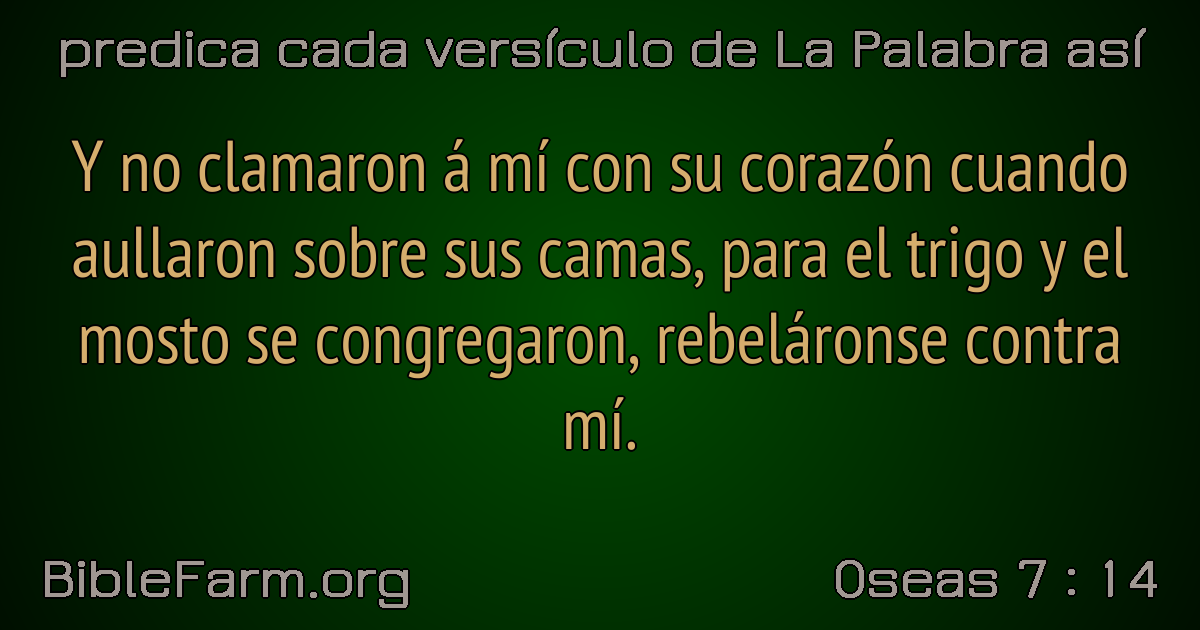 predica cada versículo de La Palabra así
Y no clamaron á mí con su corazón cuando
aullaron sobre sus camas, para el trigo y el
mosto se congregaron, rebeláronse contra
mí.
BibleFarm.org
Oseas 7 : 14